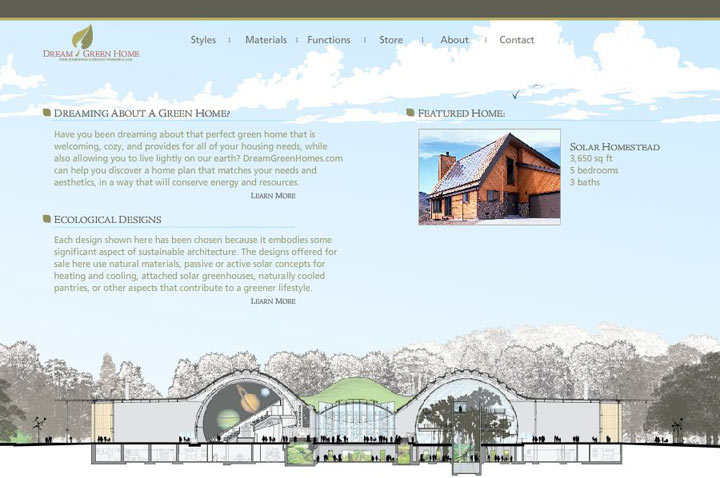 DREAM GREEN HOME
Styles
Materials
Functions
Store
About
Contact
DREAMING ABOUT A GREEN HOME?
Have you been dreaming about that perfect green home that is
welcoming, cozy, and provides for all of your housing needs, while
also allowing you to live lightly on our earth? DreamGreenHomes.com
can help you discover a home plan that matches your needs and
aesthetics, in a way that will conserve energy and resources.
LEARN MORE
ECOLOGICAL DESIGNS
Each design shown here has been chosen because it embodies some
significant aspect of sustainable architecture. The designs offered for
sale here use natural materials, passive or active solar concepts for
heating and cooling, attached solar greenhouses, naturally cooled
pantries, or other aspects that contribute to a greener lifestyle.
LEARN MORE
FEATURED HOME:
SOLAR HOMESTEAD
3,650 sq ft
5 bedrooms
3 baths